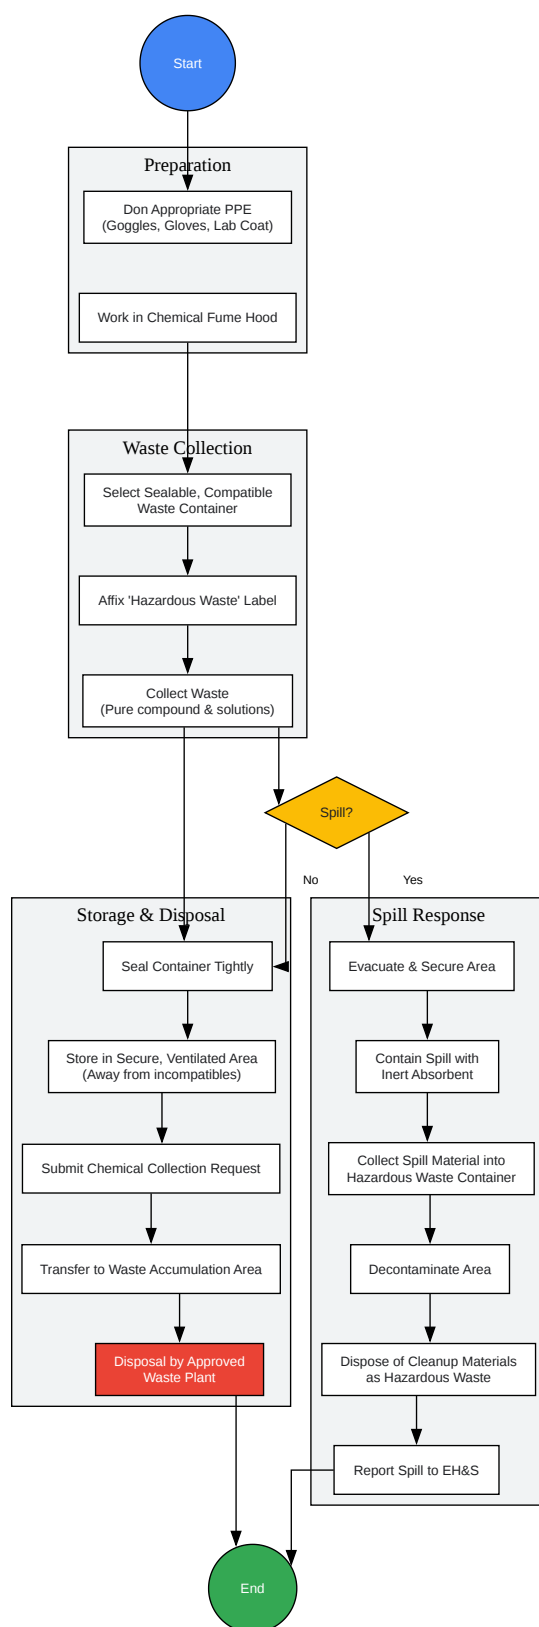 Start
Preparation
Don Appropriate PPE
(Goggles, Gloves, Lab Coat)
Work in Chemical Fume Hood
Waste Collection
Select Sealable, Compatible
Waste Container
Affix 'Hazardous Waste' Label
Collect Waste
(Pure compound & solutions)
Spill?
No
Yes
Storage & Disposal
Seal Container Tightly
Store in Secure, Ventilated Area
(Away from incompatibles)
Submit Chemical Collection Request
Transfer to Waste Accumulation Area
Disposal by Approved
Waste Plant
Spill Response
Evacuate & Secure Area
Contain Spill with
Inert Absorbent
Collect Spill Material into
Hazardous Waste Container
Decontaminate Area
Dispose of Cleanup Materials
as Hazardous Waste
Report Spill to EH&S
End